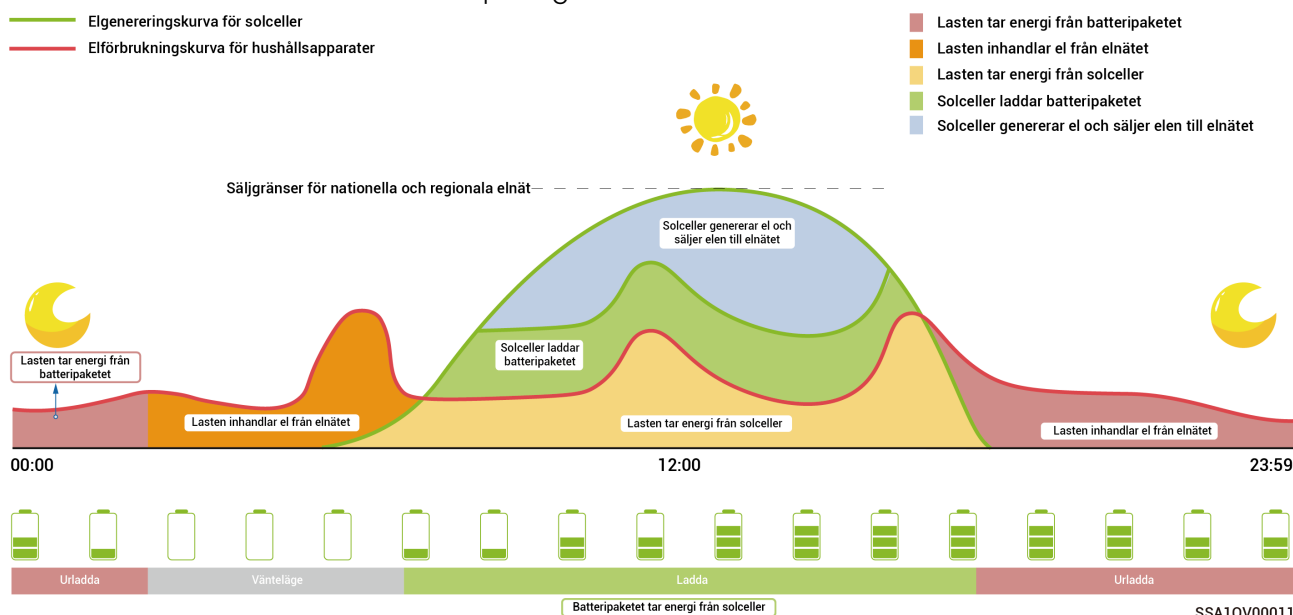 Elgenereringskurva för solceller
Elförbrukningskurva för hushållsapparater
Lasten tar energi från batteripaketet
Lasten inhandlar el från elnätet
Lasten tar energi från solceller
Solceller laddar batteripaketet
Solceller genererar el och säljer elen till elnätet
Säljgränser för nationella och regionala elnät
Solceller genererar el och
säljer elen till elnätet
Lasten tar energi från
batteripaketet
Solceller laddar
batteripaketet
Lasten inhandlar el från elnätet
Lasten tar energi från solceller
Lasten inhandlar el från elnätet
00:00
12:00
23:59
Urladda
Vänteläge
Ladda
Urladda
Batteripaketet tar energi från solceller